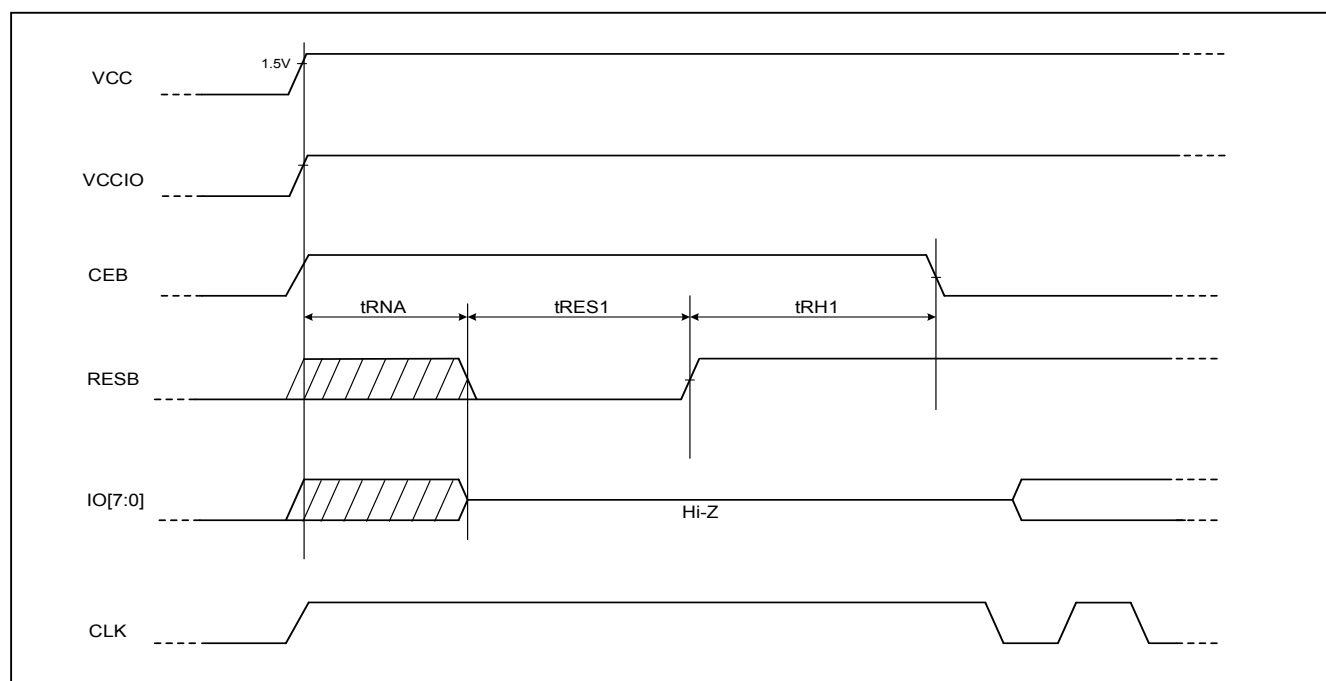 1.5V
VCC
VCCIO
CEB
tRNA tRES1 tRH1
RESB
IO[7:0]
Hi-Z
CLK